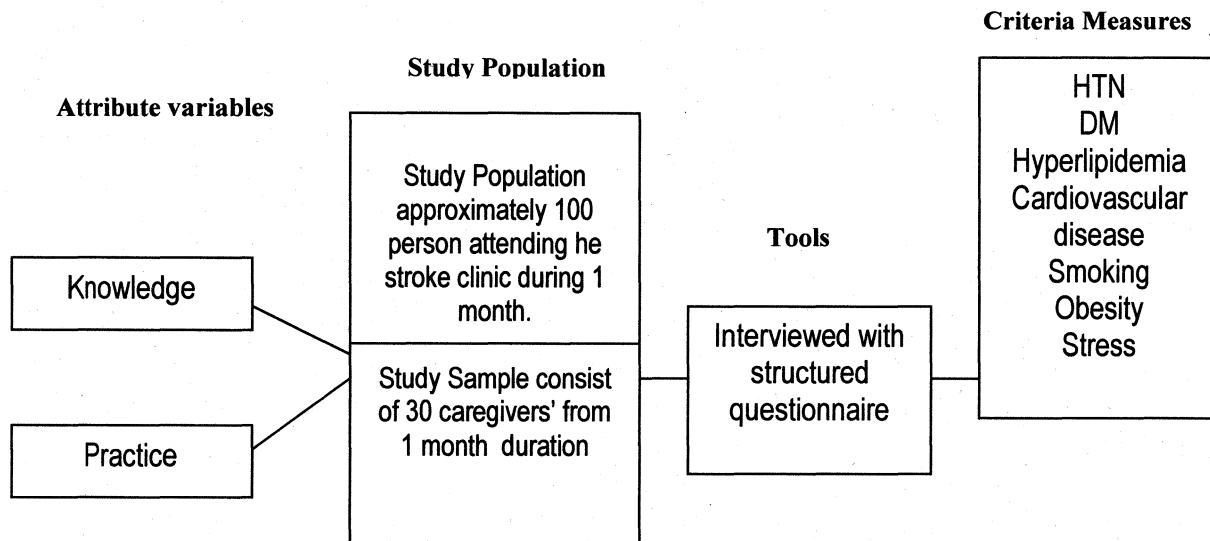 Attribute variables
Knowledge
Practice
Study Population
Study Population
approximately 100
person attending he
stroke clinic during 1
month.
Study Sample consist
of 30 caregivers' from
1 month duration
Tools
Interviewed with
structured
questionnaire
Criteria Measures
HTN
DM
Hyperlipidemia
Cardiovascular
disease
Smoking
Obesity
Stress